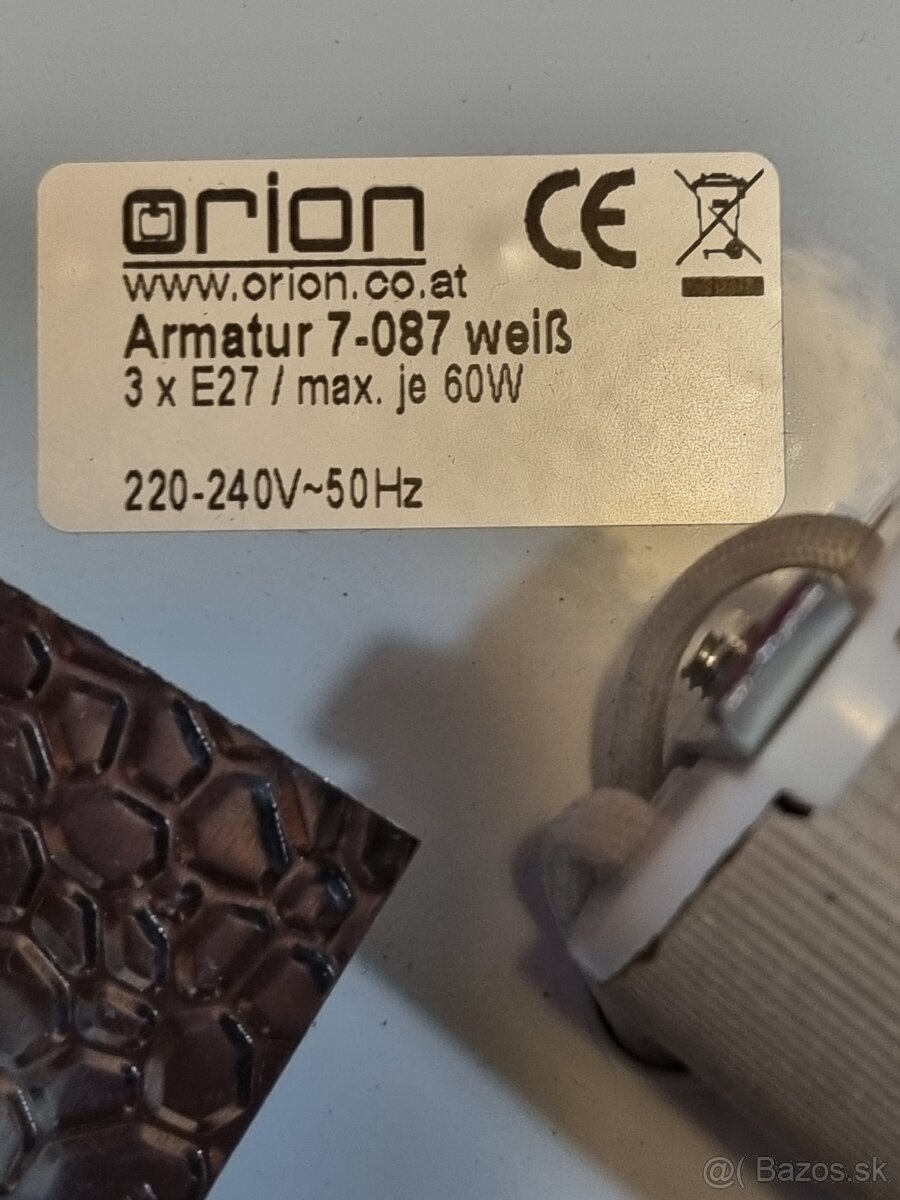 orion
CE
www.orion.co.at
Armatur 7-087 weiß
3 x E27 / max. je 60W
220-240V~50Hz
@( Bazos.sk